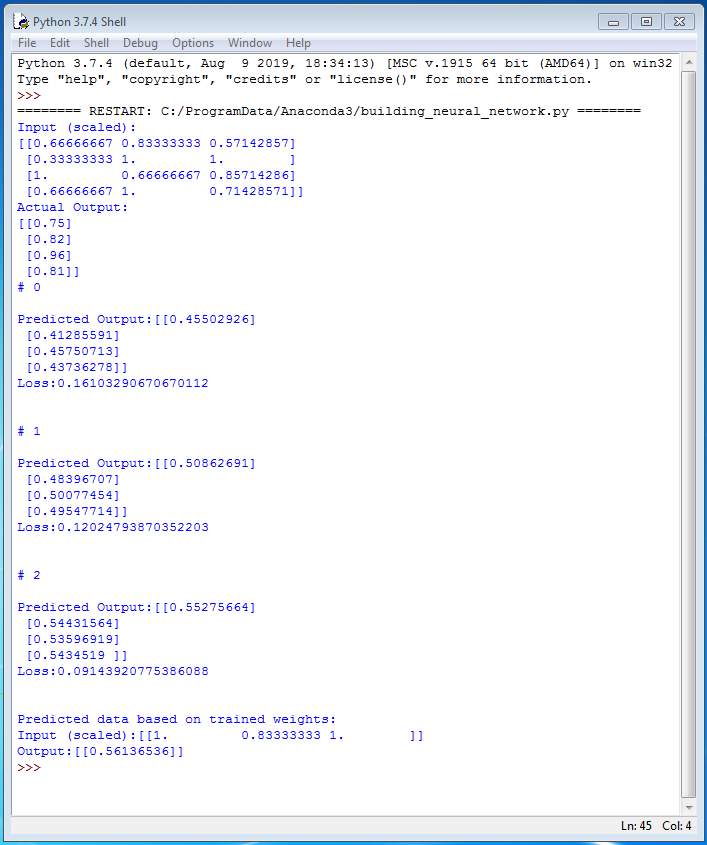 Python 3.7.4 Shell
File Edit Shell Debug Options Window Help
Python 3.7.4 (default, Aug  9 2019, 18:34:13) [MSC v.1915 64 bit (AMD64)] on win32
Type "help", "copyright", "credits" or "license()" for more information.
>>>
======== RESTART: C:/ProgramData/Anaconda3/building_neural_network.py ========
Input (scaled):
[[0.66666667 0.83333333 0.57142857]
 [0.33333333 1.         1.        ]
 [1.         0.66666667 0.85714286]
 [0.66666667 1.         0.71428571]]
Actual Output:
[[0.75]
 [0.82]
 [0.96]
 [0.81]]
# 0
Predicted Output:[[0.45502926]
 [0.41285591]
 [0.45750713]
 [0.43736278]]
Loss:0.16103290670670112
# 1
Predicted Output:[[0.50862691]
 [0.48396707]
 [0.50077454]
 [0.49547714]]
Loss:0.12024793870352203
# 2
Predicted Output:[[0.55275664]
 [0.54431564]
 [0.53596919]
 [0.5434519 ]]
Loss:0.09143920775386088
Predicted data based on trained weights:
Input (scaled):[[1.         0.83333333 1.        ]]
Output:[[0.56136536]]
>>>
Ln: 45 Col: 4